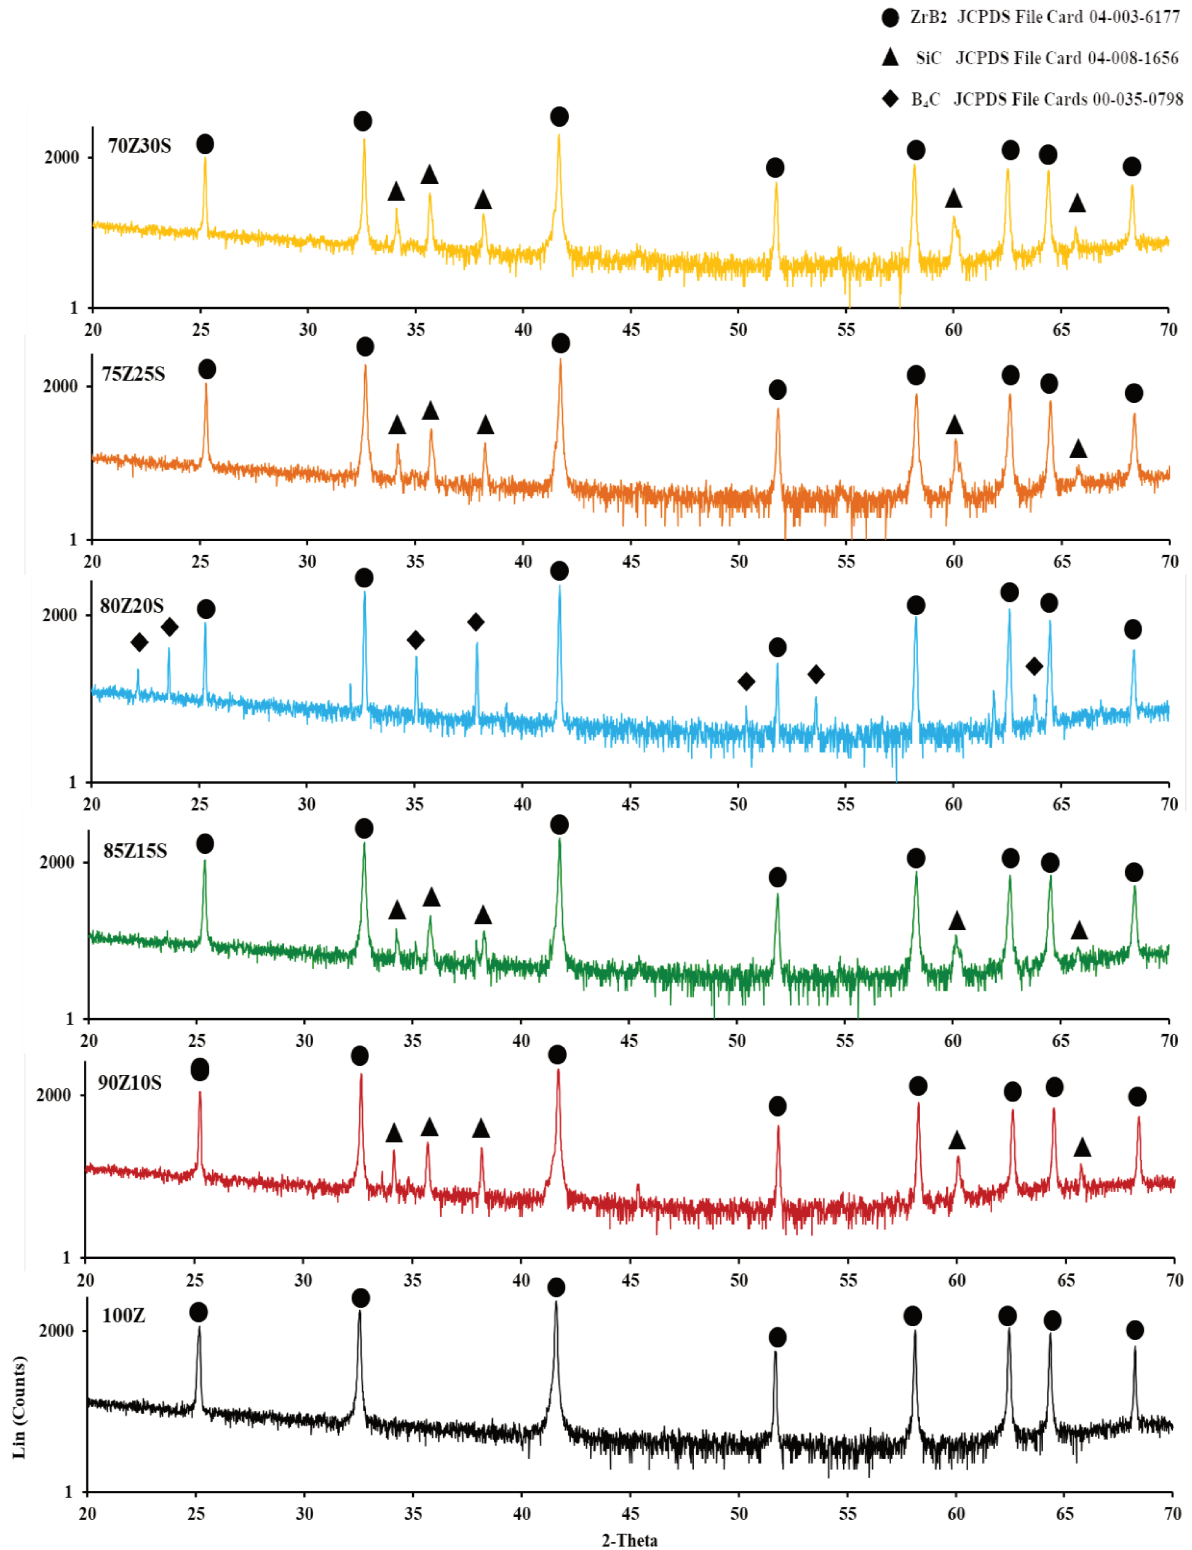 ZrB2 JCPDS File Card 04-003-6177
SiC JCPDS File Card 04-008-1656
B₄C JCPDS File Cards 00-035-0798
70Z30S
2000
1
20 25 30 35 40 45 50 55 60 65 70
75Z25S
2000
1
20 25 30 35 40 45 50 55 60 65 70
80Z20S
2000
1
20 25 30 35 40 45 50 55 60 65 70
85Z15S
2000
1
20 25 30 35 40 45 50 55 60 65 70
90Z10S
2000
1
20 25 30 35 40 45 50 55 60 65 70
100Z
2000
1
20 25 30 35 40 45 50 55 60 65 70
Lin (Counts)
2-Theta